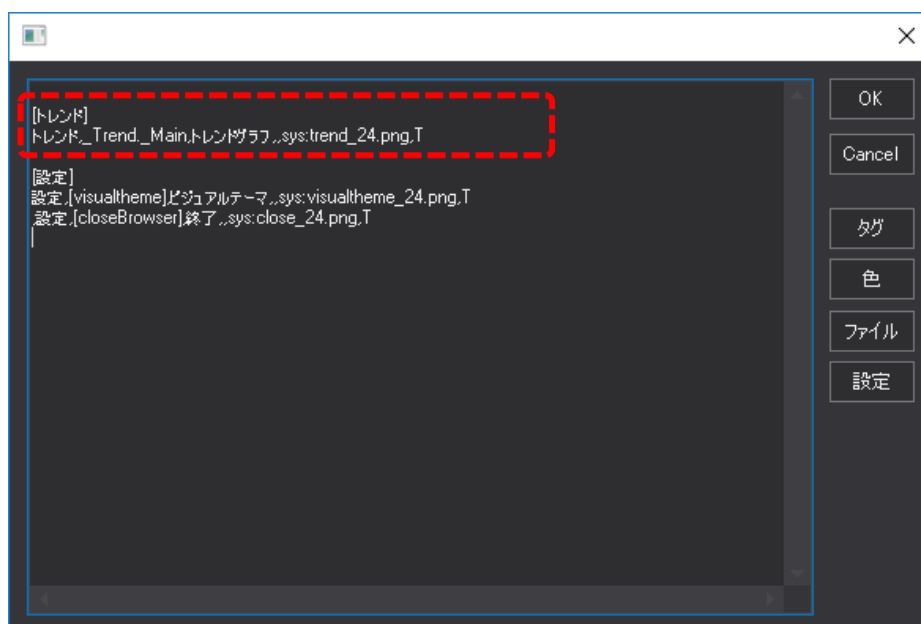 [トレンド]
トレンド,_Trend._Main,トレンドグラフ,,sys:trend_24.png,T
[設定]
設定,[visualtheme]ビジュアルテーマ,,sys:visualtheme_24.png,T
,設定,[closeBrowser],終了,,sys:close_24.png,T
OK
Cancel
タグ
色
ファイル
設定